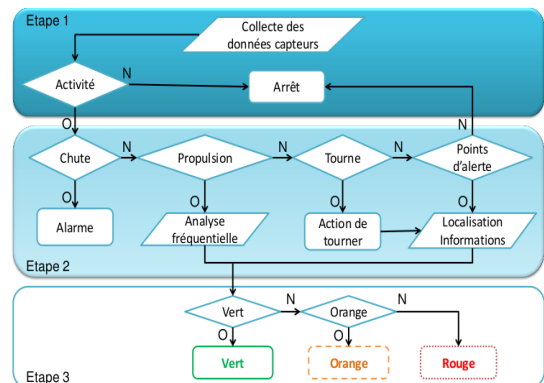 Etape 1
Collecte des
données capteurs
Activité
N
Arrêt
O
N
Chute
N
Propulsion
N
Tourne
N
Points
d'alerte
O
O
O
O
Alarme
Analyse
fréquentielle
Action de
tourner
Localisation
Informations
Etape 2
Vert
N
Orange
N
O
O
Vert
Orange
Rouge
Etape 3